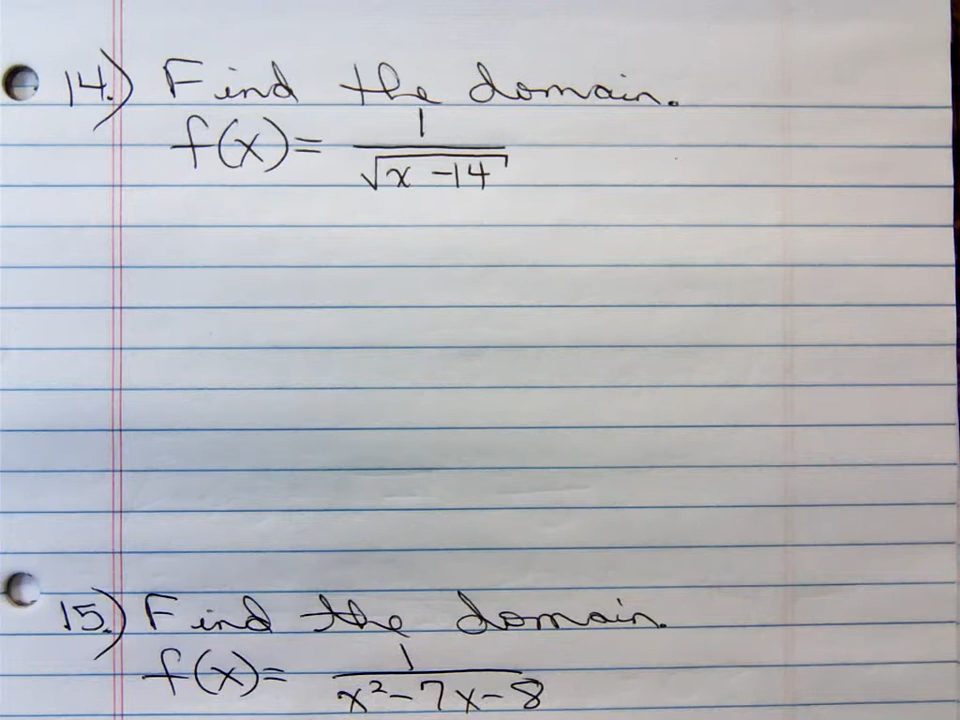 14.) Find the domain.
f(x)= 1/√(x-14)
15.) Find the domain.
f(x)= 1/(x²-7x-8)